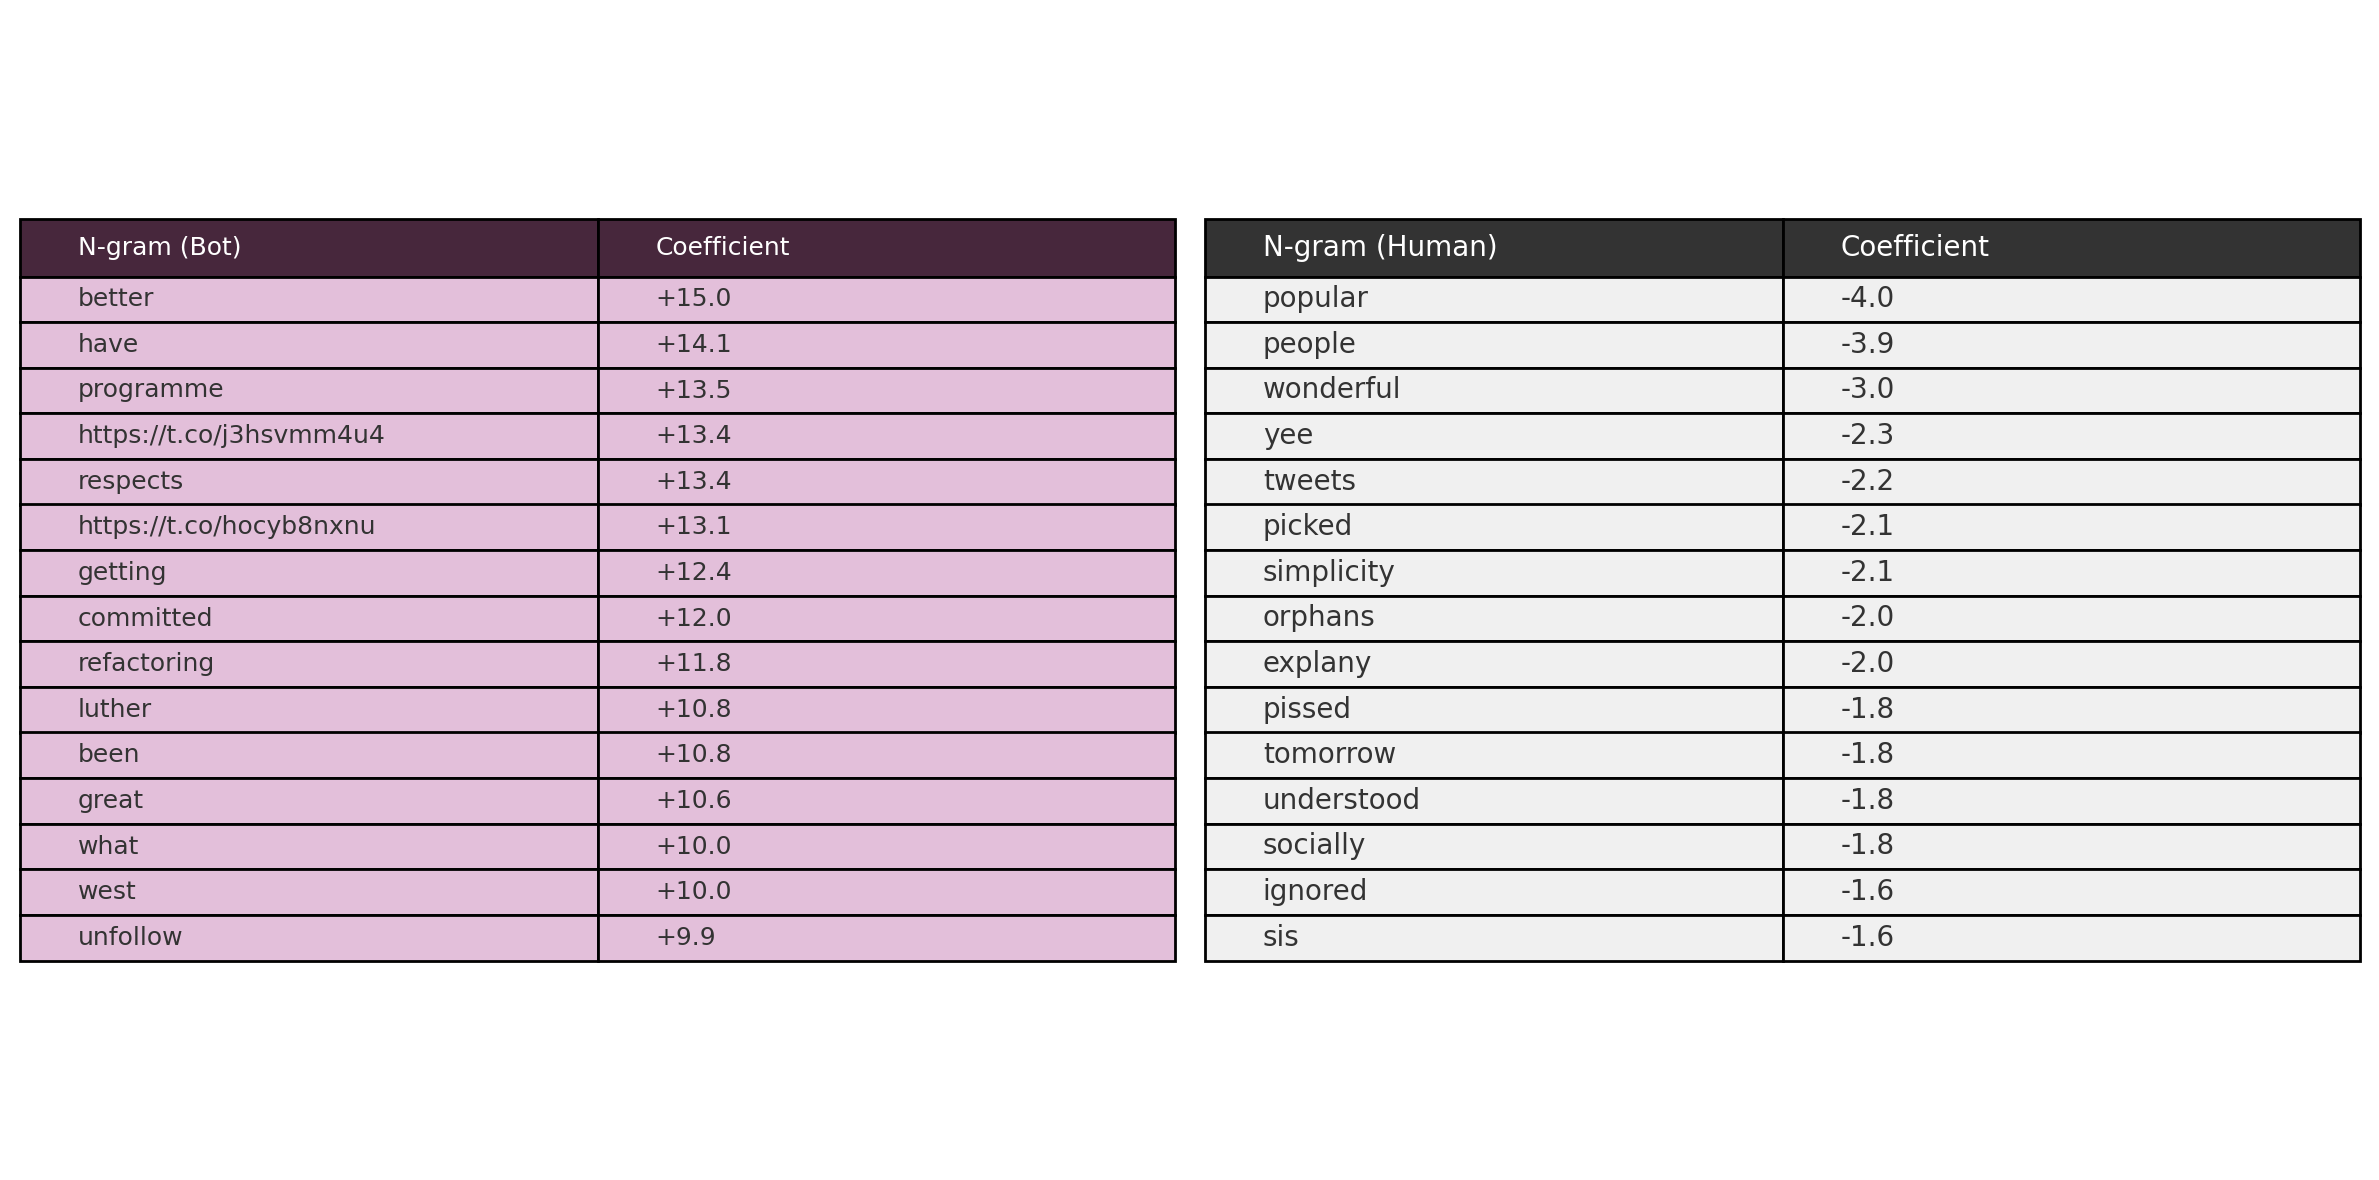 N-gram (Bot) Coefficient
better +15.0
have +14.1
programme +13.5
https://t.co/j3hsvmm4u4 +13.4
respects +13.4
https://t.co/hocyb8nxnu +13.1
getting +12.4
committed +12.0
refactoring +11.8
luther +10.8
been +10.8
great +10.6
what +10.0
west +10.0
unfollow +9.9
N-gram (Human) Coefficient
popular -4.0
people -3.9
wonderful -3.0
yee -2.3
tweets -2.2
picked -2.1
simplicity -2.1
orphans -2.0
explany -2.0
pissed -1.8
tomorrow -1.8
understood -1.8
socially -1.8
ignored -1.6
sis -1.6